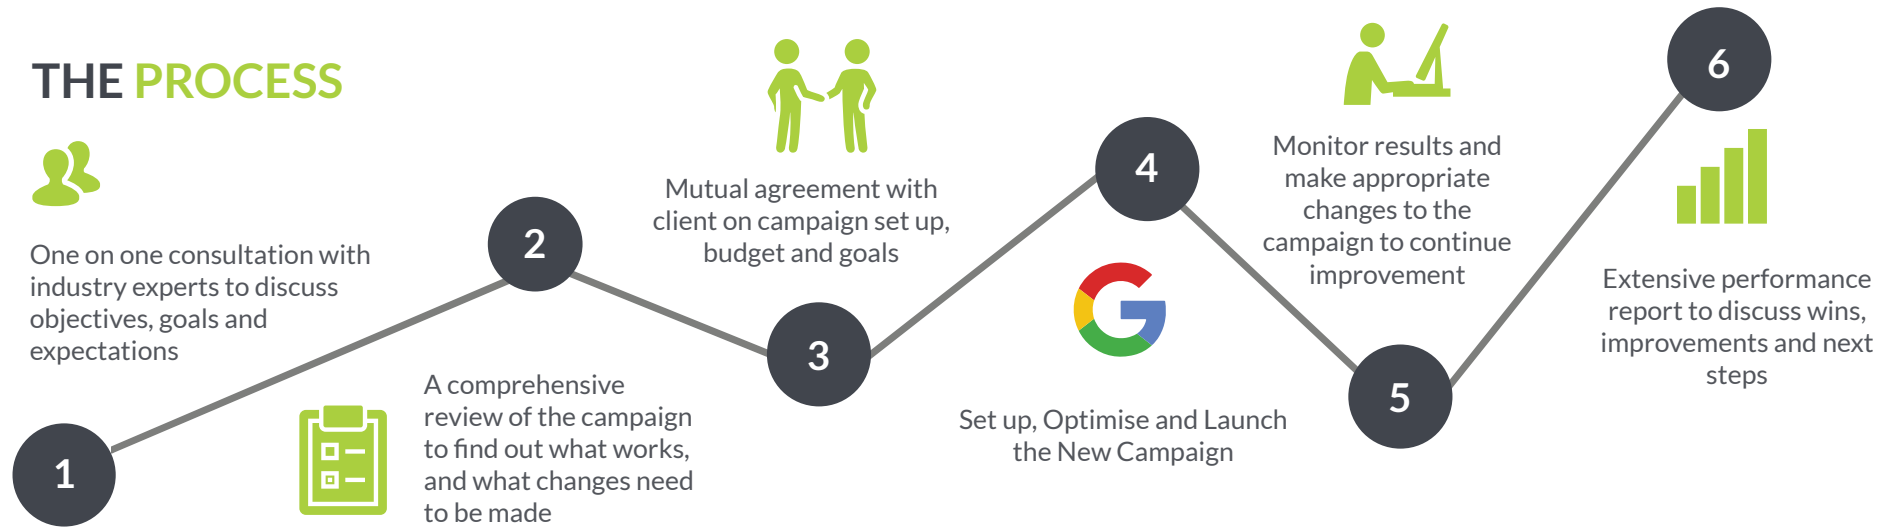 THE PROCESS
1
One on one consultation with
industry experts to discuss
objectives, goals and
expectations
2
A comprehensive
review of the campaign
to find out what works,
and what changes need
to be made
3
Mutual agreement with
client on campaign set up,
budget and goals
4
Set up, Optimise and Launch
the New Campaign
5
Monitor results and
make appropriate
changes to the
campaign to continue
improvement
6
Extensive performance
report to discuss wins,
improvements and next
steps